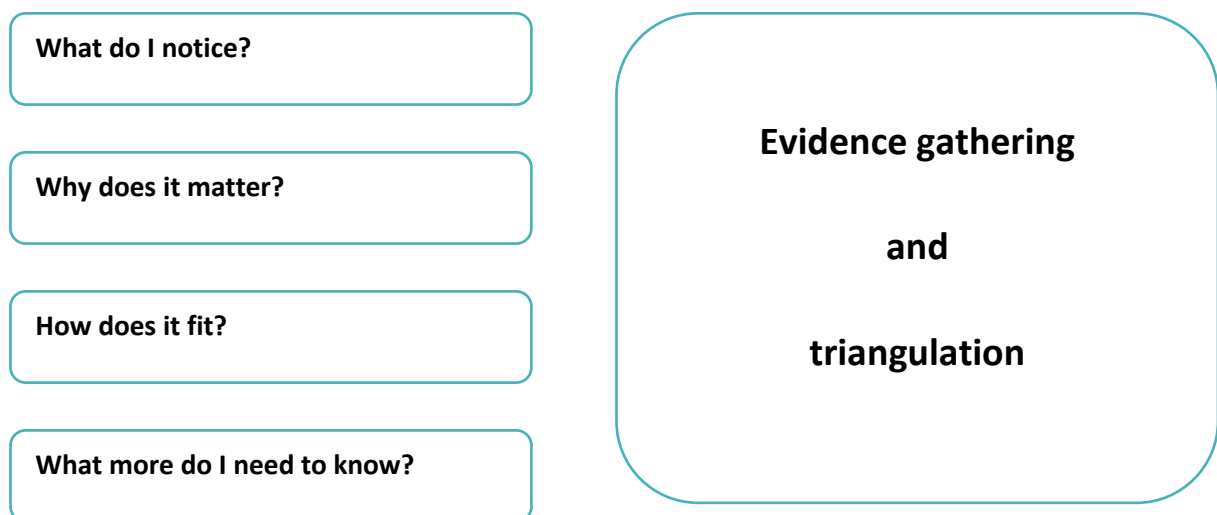 What do I notice?
Why does it matter?
How does it fit?
What more do I need to know?
Evidence gathering
and
triangulation